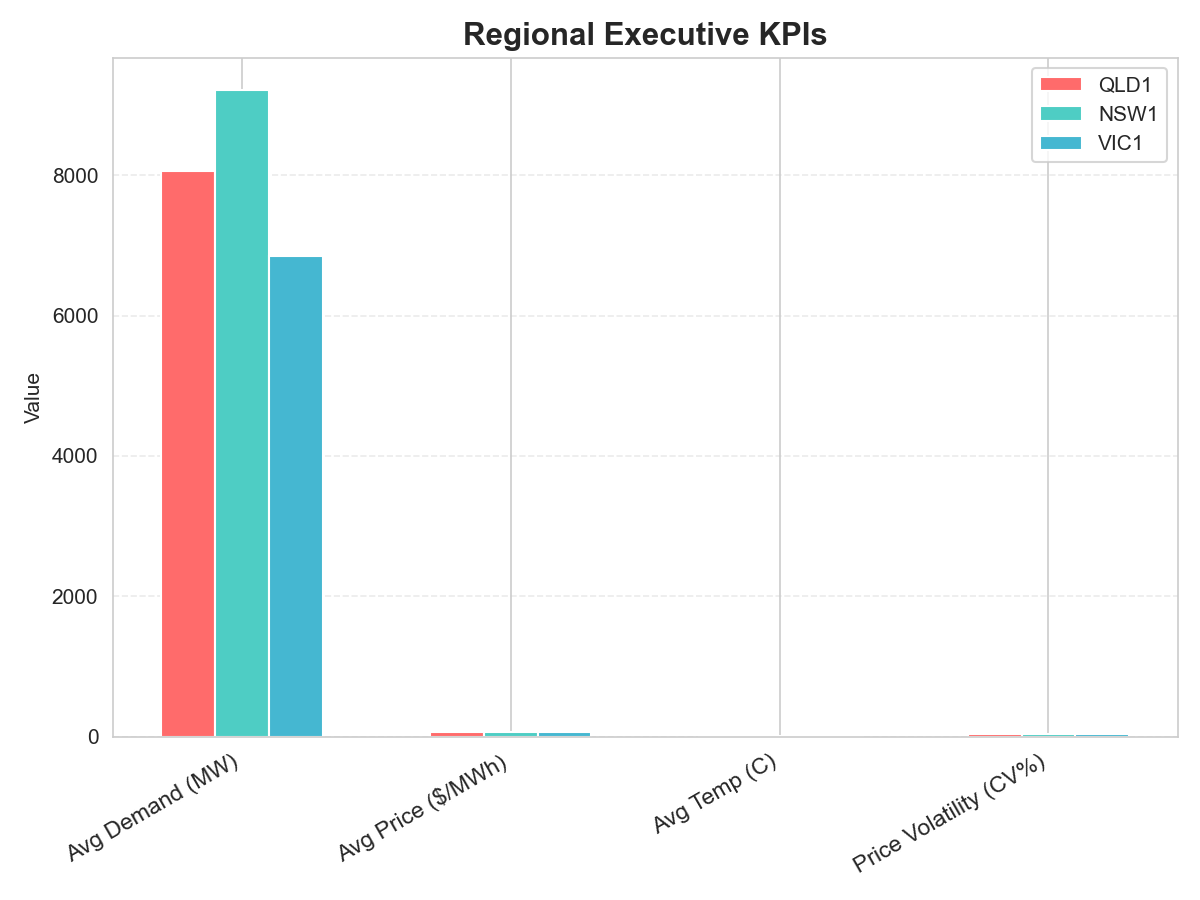 Regional Executive KPIs
QLD1
NSW1
VIC1
Value
8000
6000
4000
2000
0
Avg Demand (MW)
Avg Price ($/MWh)
Avg Temp (C)
Price Volatility (CV%)